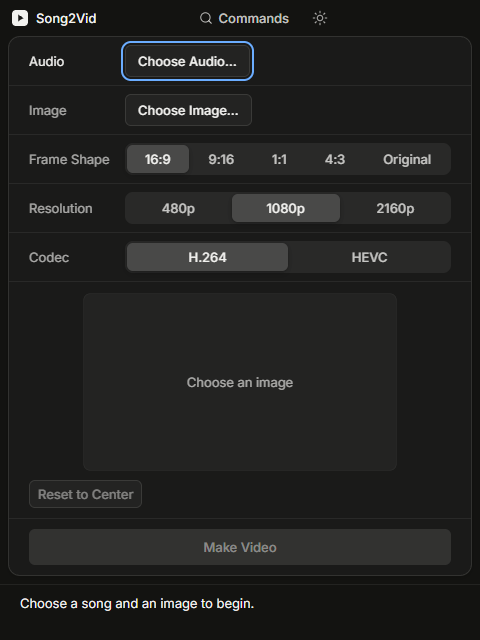 Song2Vid Commands
Audio Choose Audio...
Image Choose Image...
Frame Shape 16:9 9:16 1:1 4:3 Original
Resolution 480p 1080p 2160p
Codec H.264 HEVC
Choose an image
Reset to Center
Make Video
Choose a song and an image to begin.